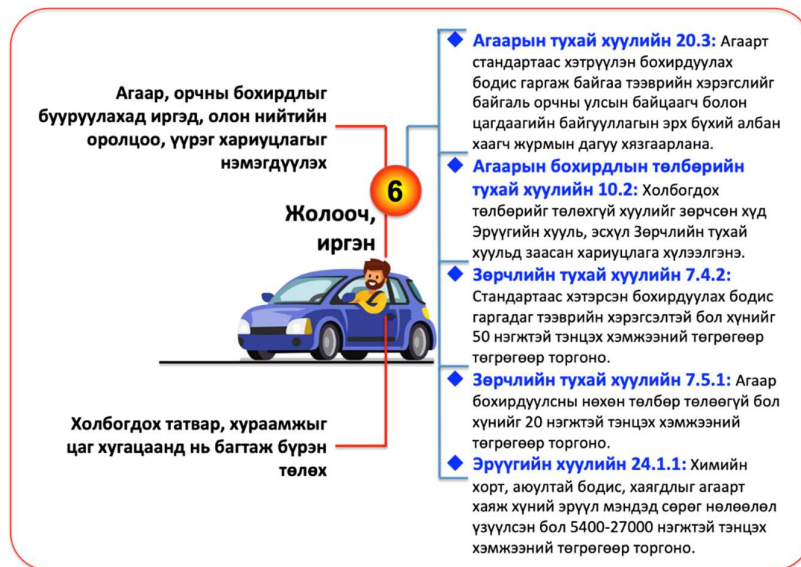 Агаар, орчны бохирдлыг
бууруулахад иргэд, олон нийтийн
оролцоо, үүрэг хариуцлагыг
нэмэгдүүлэх
6
Жолооч,
иргэн
Холбогдох татвар, хураамжыг
цаг хугацаанд нь багтаж бүрэн
төлөх
Агаарын тухай хуулийн 20.3: Агаарт
стандартаас хэтрүүлэн бохирдуулах
бодис гаргаж байгаа тээврийн хэрэгслийг
байгаль орчны улсын байцаагч болон
цагдаагийн байгууллагын эрх бүхий албан
хаагч журмын дагуу хязгаарлана.
Агаарын бохирдлын төлбөрийн
тухай хуулийн 10.2: Холбогдох
төлбөрийг төлөхгүй хуулийг зөрчсөн хүд
Эрүүгийн хууль, эсхүл Зөрчлийн тухай
хуульд заасан хариуцлага хүлээлгэнэ.
Зөрчлийн тухай хуулийн 7.4.2:
Стандартаас хэтэрсэн бохирдуулах бодис
гаргадаг тээврийн хэрэгсэлтэй бол хүнийг
50 нэгжтэй тэнцэх хэмжээний төгрөгөөр
торгоно.
Зөрчлийн тухай хуулийн 7.5.1: Агаар
бохирдуулсны нөхөн төлбөр төлөөгүй бол
хүнийг 20 нэгжтэй тэнцэх хэмжээний
төгрөгөөр торгоно.
Эрүүгийн хуулийн 24.1.1: Химийн
хорт, аюултай бодис, хаягдлыг агаарт
хаяж хүний эрүүл мэндэд сөрөг нөлөөлөл
үзүүлсэн бол 5400-27000 нэгжтэй тэнцэх
хэмжээний төгрөгөөр торгоно.